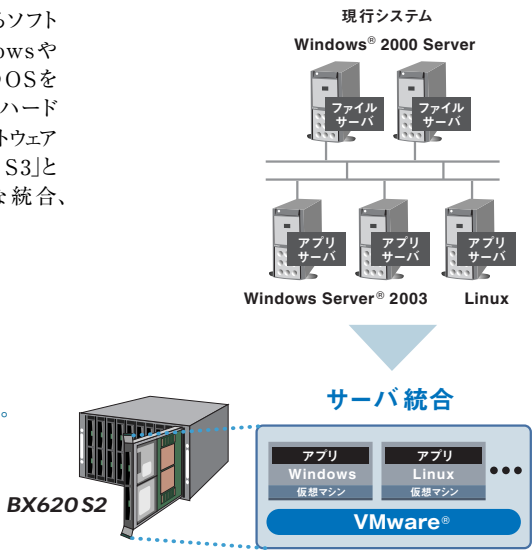 るソフト
owsや
OSを
ハード
トウェア
S3」と
な統合、
。
現行システム
Windows® 2000 Server
ファイル
サーバ
ファイル
サーバ
アプリ
サーバ
アプリ
サーバ
アプリ
サーバ
Windows Server® 2003
Linux
サーバ統合
BX620 S2
アプリ
Windows
仮想マシン
アプリ
Linux
仮想マシン
•••
VMware®